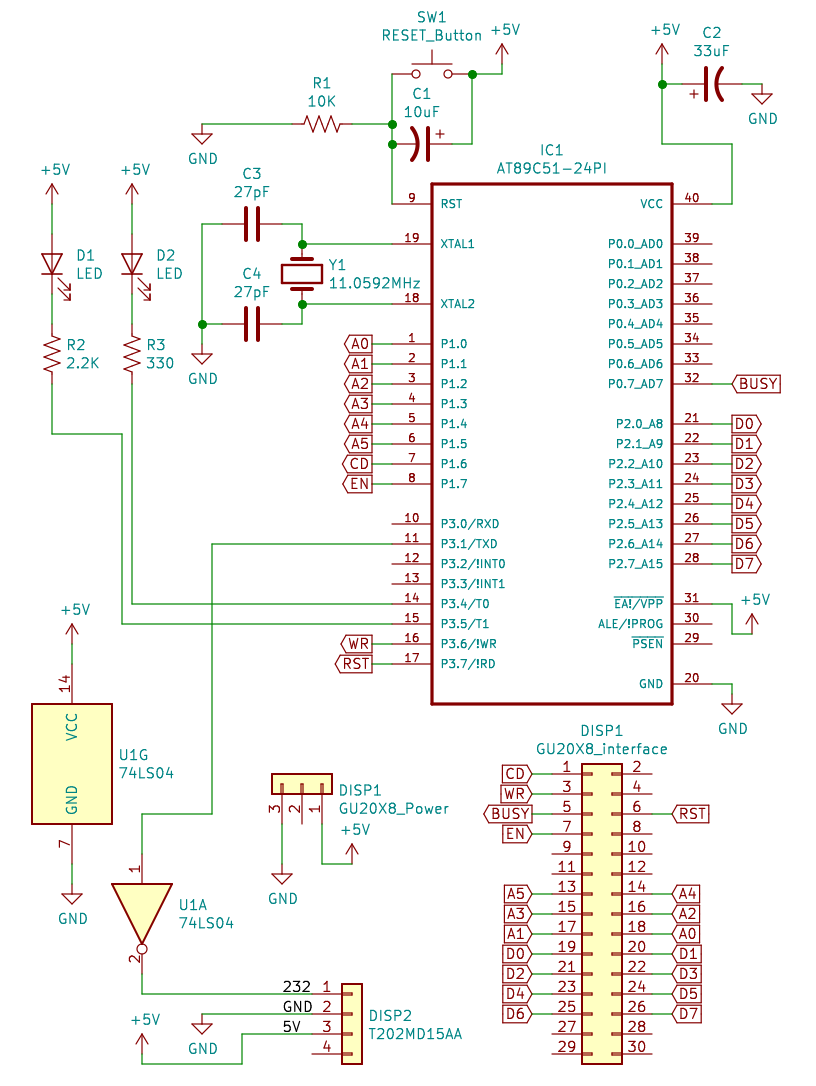 SW1
RESET_Button
+5V
+5V
C2
33uF
+
GND
R1
10K
C1
10uF
+
GND
IC1
AT89C51-24PI
+5V
+5V
C3
27pF
D1
LED
D2
LED
C4
27pF
Y1
11.0592MHz
R2
2.2K
R3
330
GND
9 RST
19 XTAL1
18 XTAL2
A0 1 P1.0
A1 2 P1.1
A2 3 P1.2
A3 4 P1.3
A4 5 P1.4
A5 6 P1.5
CD 7 P1.6
EN 8 P1.7
10 P3.0/RXD
11 P3.1/TXD
12 P3.2/!INT0
13 P3.3/!INT1
14 P3.4/T0
15 P3.5/T1
WR 16 P3.6/!WR
RST 17 P3.7/!RD
VCC 40
P0.0_AD0 39
P0.1_AD1 38
P0.2_AD2 37
P0.3_AD3 36
P0.4_AD4 35
P0.5_AD5 34
P0.6_AD6 33
P0.7_AD7 32 BUSY
P2.0_A8 21 D0
P2.1_A9 22 D1
P2.2_A10 23 D2
P2.3_A11 24 D3
P2.4_A12 25 D4
P2.5_A13 26 D5
P2.6_A14 27 D6
P2.7_A15 28 D7
EA!/VPP 31
+5V
ALE/!PROG 30
PSEN 29
GND 20
GND
+5V
14
VCC
U1G
74LS04
GND
7
GND
DISP1
GU20X8_Power
3 2 1
+5V
GND
1
U1A
74LS04
2
DISP1
GU20X8_interface
CD 1 2
WR 3 4
BUSY 5 6 RST
EN 7 8
9 10
11 12
A5 13 14 A4
A3 15 16 A2
A1 17 18 A0
D0 19 20 D1
D2 21 22 D3
D4 23 24 D5
D6 25 26 D7
27 28
29 30
232 1
GND 2
5V 3
4
DISP2
T202MD15AA
+5V
GND